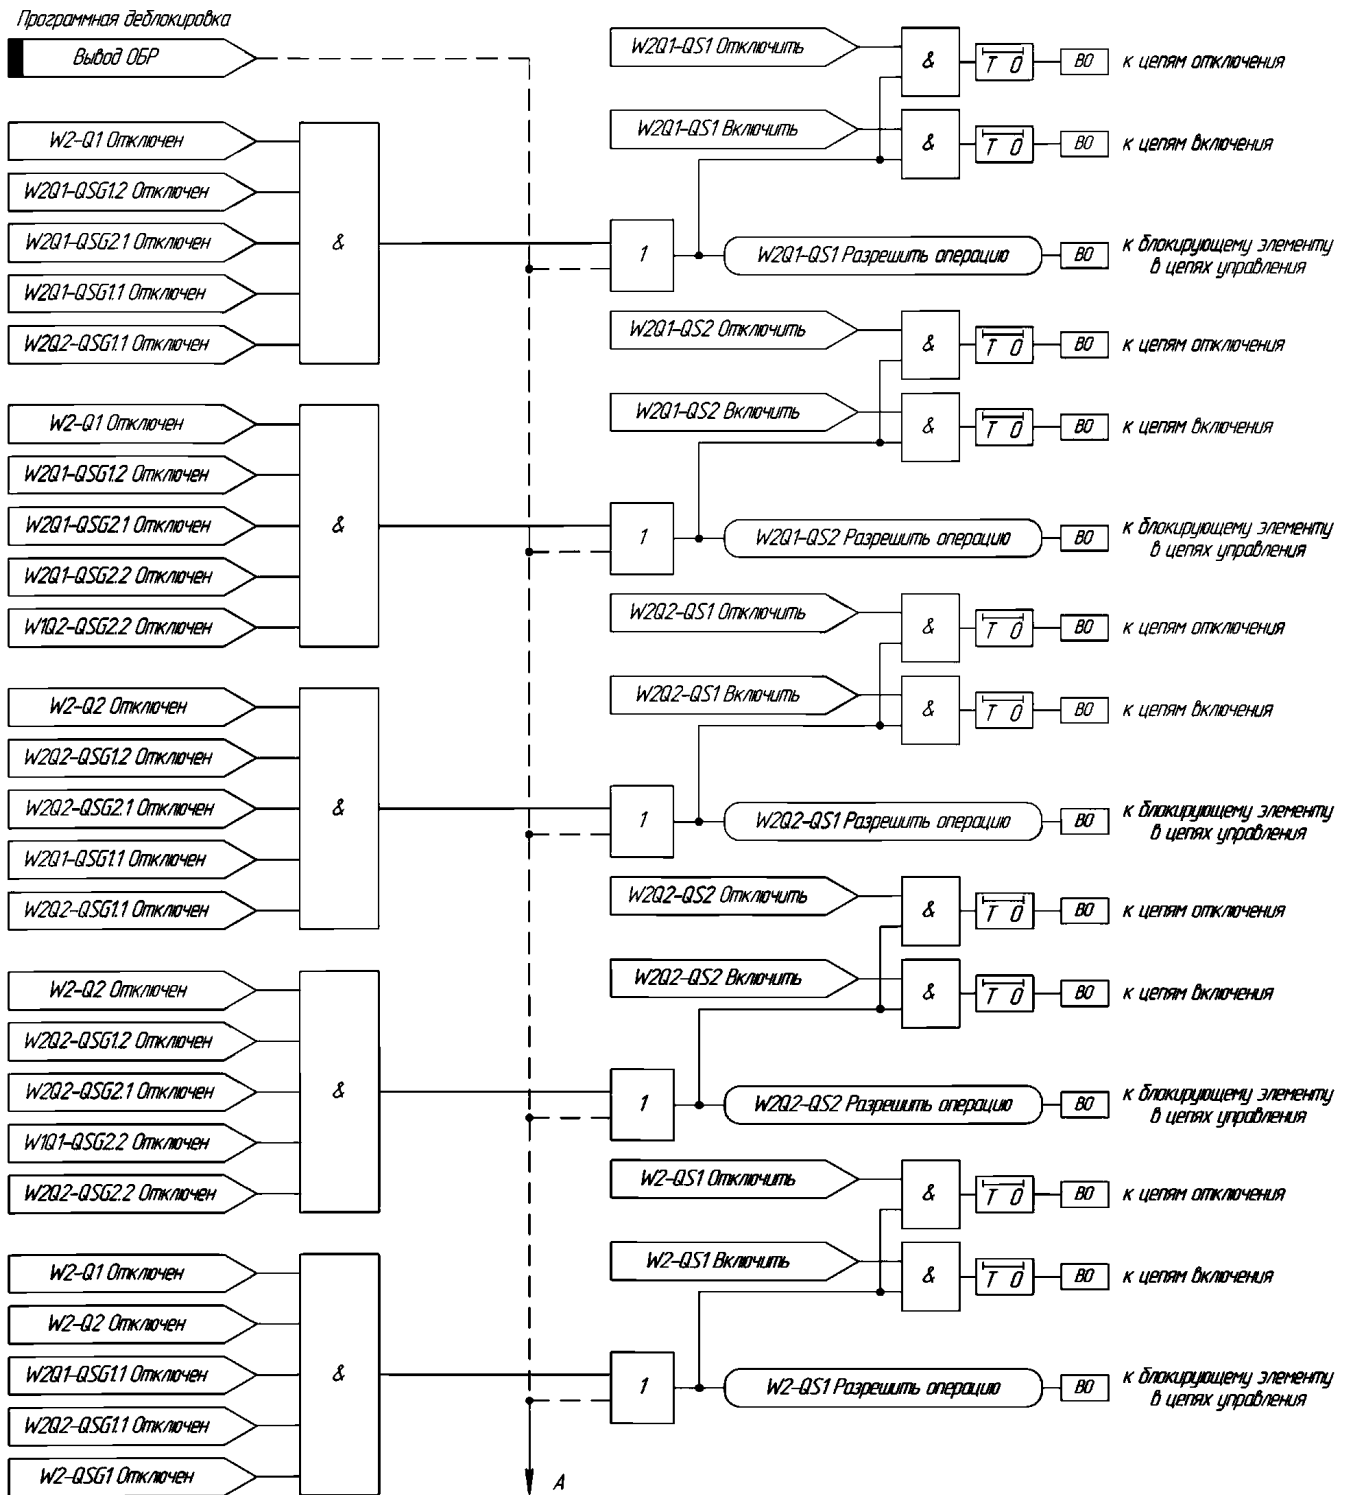 Программная деблокировка
Вывод ОБР
W2-Q1 Отключен
W2Q1-QSG1.2 Отключен
W2Q1-QSG2.1 Отключен
W2Q1-QSG1.1 Отключен
W2Q2-QSG1.1 Отключен
&
1
W2Q1-QS1 Отключить
& T 0 ВО к цепям отключения
W2Q1-QS1 Включить
& T 0 ВО к цепям включения
W2Q1-QS1 Разрешить операцию
ВО к блокирующему элементу
в цепях управления
W2-Q1 Отключен
W2Q1-QSG1.2 Отключен
W2Q1-QSG2.1 Отключен
W2Q1-QSG2.2 Отключен
W1Q2-QSG2.2 Отключен
&
1
W2Q1-QS2 Отключить
& T 0 ВО к цепям отключения
W2Q1-QS2 Включить
& T 0 ВО к цепям включения
W2Q1-QS2 Разрешить операцию
ВО к блокирующему элементу
в цепях управления
W2-Q2 Отключен
W2Q2-QSG1.2 Отключен
W2Q2-QSG2.1 Отключен
W2Q1-QSG1.1 Отключен
W2Q2-QSG1.1 Отключен
&
1
W2Q2-QS1 Отключить
& T 0 ВО к цепям отключения
W2Q2-QS1 Включить
& T 0 ВО к цепям включения
W2Q2-QS1 Разрешить операцию
ВО к блокирующему элементу
в цепях управления
W2-Q2 Отключен
W2Q2-QSG1.2 Отключен
W2Q2-QSG2.1 Отключен
W1Q1-QSG2.2 Отключен
W2Q2-QSG2.2 Отключен
&
1
W2Q2-QS2 Отключить
& T 0 ВО к цепям отключения
W2Q2-QS2 Включить
& T 0 ВО к цепям включения
W2Q2-QS2 Разрешить операцию
ВО к блокирующему элементу
в цепях управления
W2-Q1 Отключен
W2-Q2 Отключен
W2Q1-QSG1.1 Отключен
W2Q2-QSG1.1 Отключен
W2-QSG1 Отключен
&
1
W2-QS1 Отключить
& T 0 ВО к цепям отключения
W2-QS1 Включить
& T 0 ВО к цепям включения
W2-QS1 Разрешить операцию
ВО к блокирующему элементу
в цепях управления
А